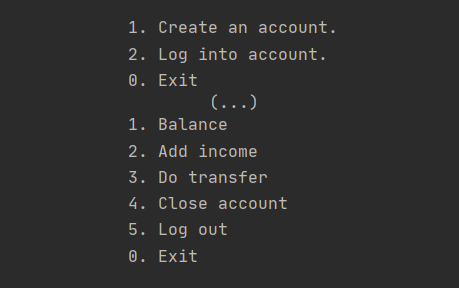 1. Create an account.
2. Log into account.
0. Exit
(...)
1. Balance
2. Add income
3. Do transfer
4. Close account
5. Log out
0. Exit